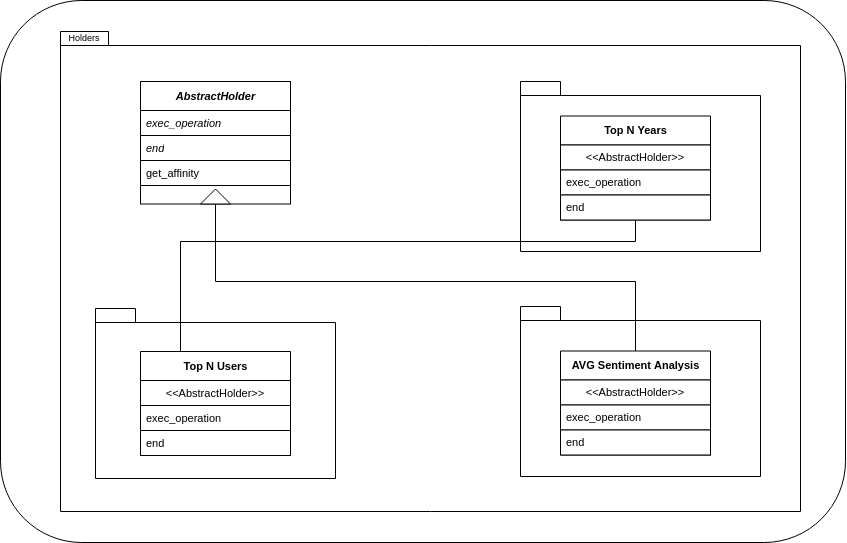 Holders
AbstractHolder
exec_operation
end
get_affinity
Top N Years
<<AbstractHolder>>
exec_operation
end
Top N Users
<<AbstractHolder>>
exec_operation
end
AVG Sentiment Analysis
<<AbstractHolder>>
exec_operation
end